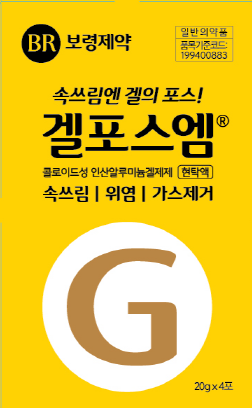 BR 보령제약
일반의약품
품목기준코드:
199400883
속쓰림엔 겔의 포스!
겔포스엠®
콜로이드성 인산알루미늄겔제제 현탁액
속쓰림 | 위염 | 가스제거
G
20g x 4포